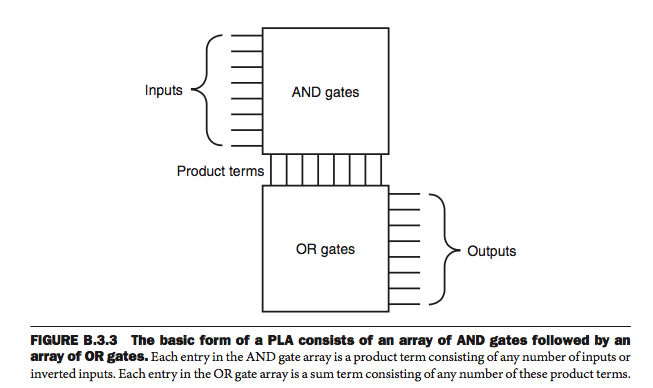 Inputs
AND gates
Product terms
OR gates
Outputs
FIGURE B.3.3 The basic form of a PLA consists of an array of AND gates followed by an
array of OR gates. Each entry in the AND gate array is a product term consisting of any number of inputs or
inverted inputs. Each entry in the OR gate array is a sum term consisting of any number of these product terms.